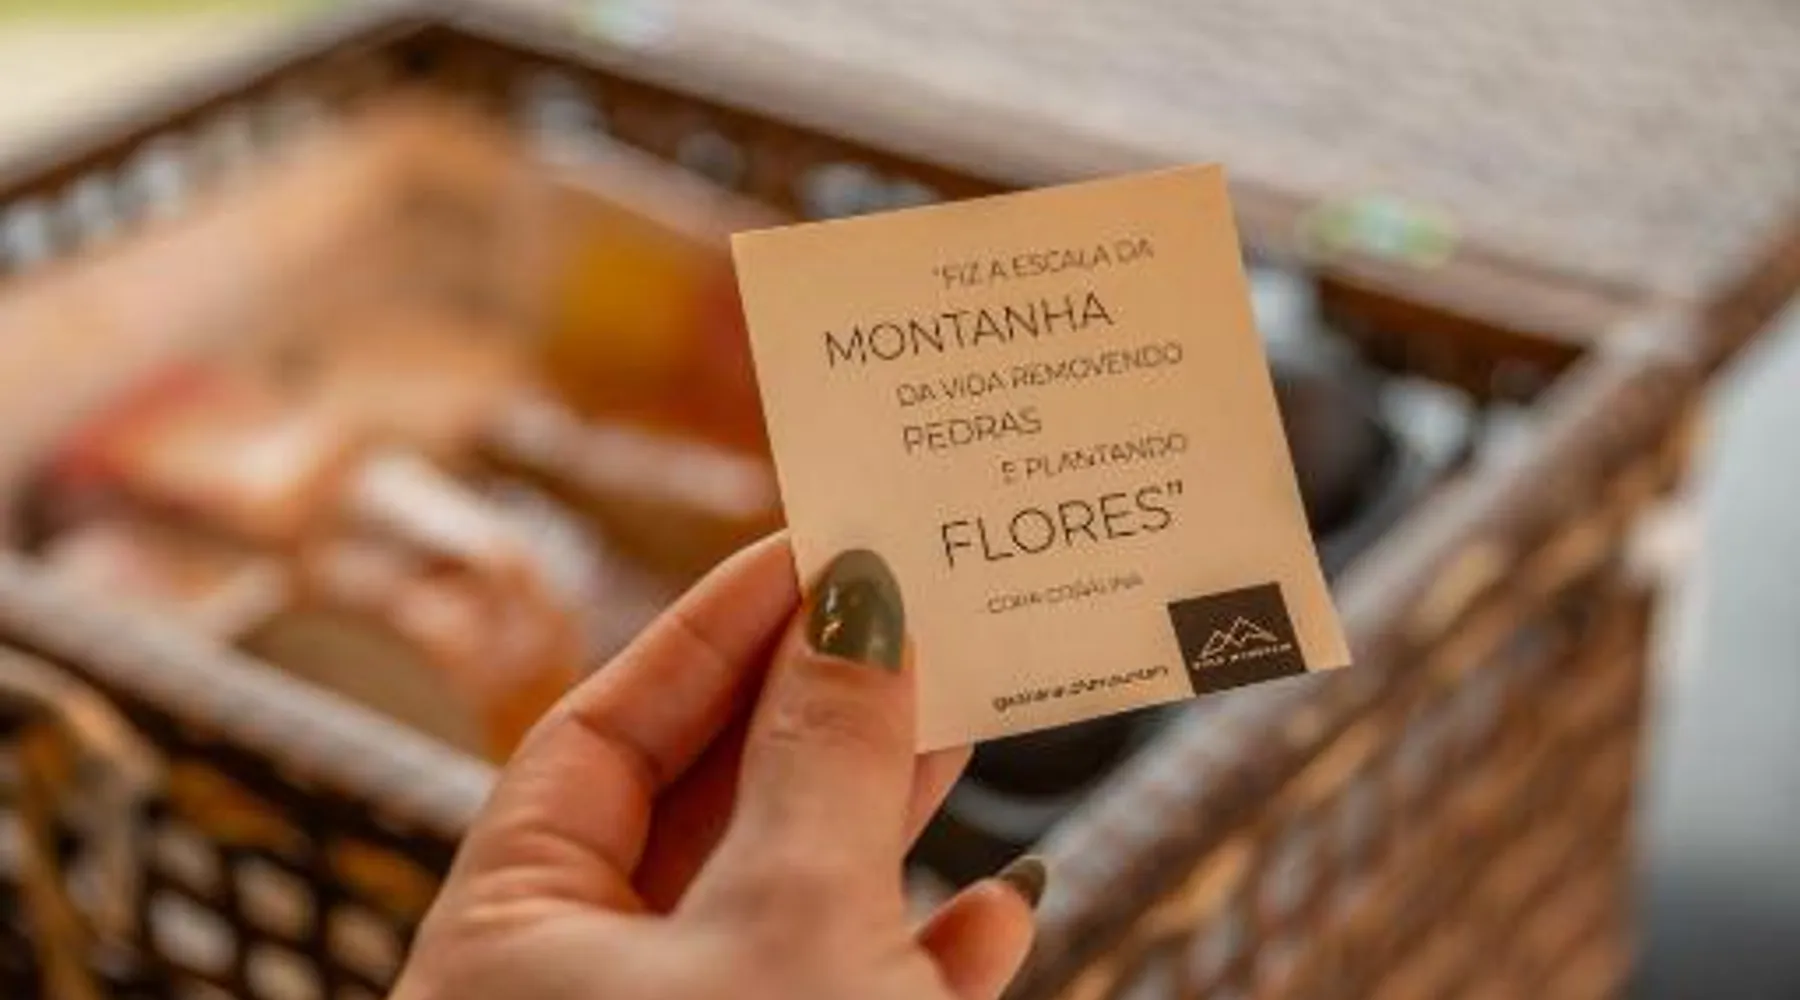 "FIZ A ESCALA DA
MONTANHA
DA VIDA REMOVENDO
PEDRAS
E PLANTANDO
FLORES"
CORA CORALINA